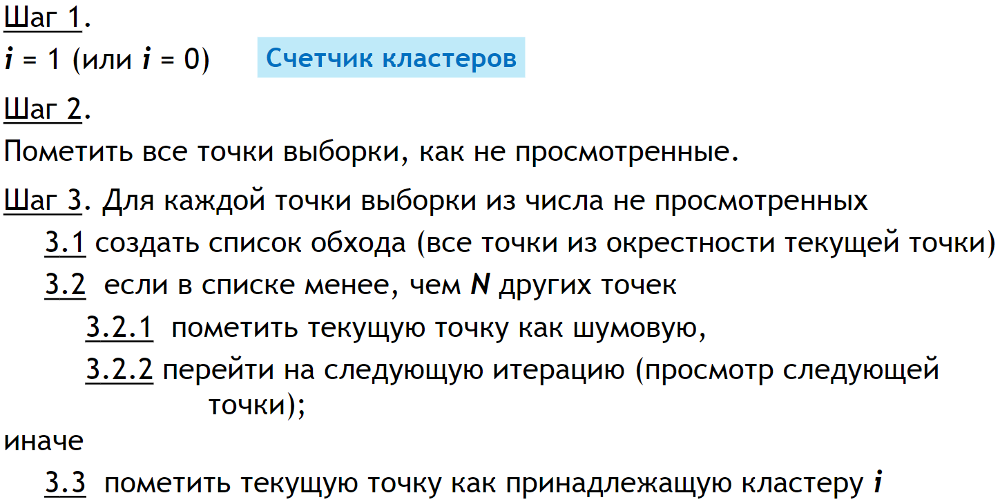 Шаг 1.
i = 1 (или i = 0) Счетчик кластеров
Шаг 2.
Пометить все точки выборки, как не просмотренные.
Шаг 3. Для каждой точки выборки из числа не просмотренных
3.1 создать список обхода (все точки из окрестности текущей точки)
3.2 если в списке менее, чем N других точек
3.2.1 пометить текущую точку как шумовую,
3.2.2 перейти на следующую итерацию (просмотр следующей
точки);
иначе
3.3 пометить текущую точку как принадлежащую кластеру i